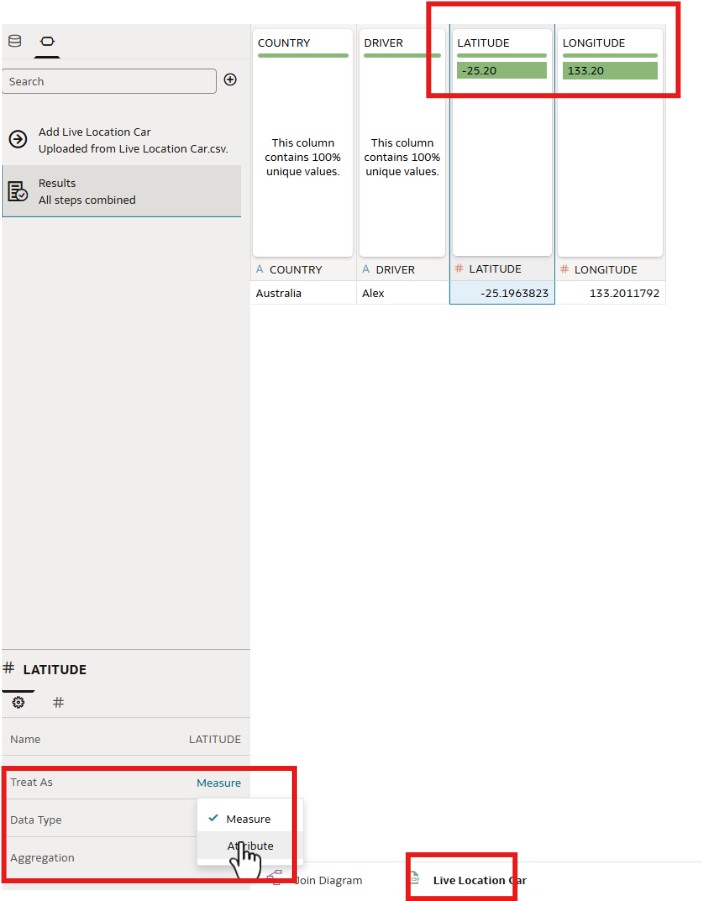 COUNTRY
DRIVER
LATITUDE
LONGITUDE
-25.20
133.20
Search
Add Live Location Car
Uploaded from Live Location Car.csv.
Results
All steps combined
This column
contains 100%
unique values.
This column
contains 100%
unique values.
A COUNTRY
A DRIVER
# LATITUDE
# LONGITUDE
Australia
Alex
-25.1963823
133.2011792
# LATITUDE
#
Name
LATITUDE
Treat As
Measure
Data Type
Measure
Attribute
Aggregation
Join Diagram
Live Location Car